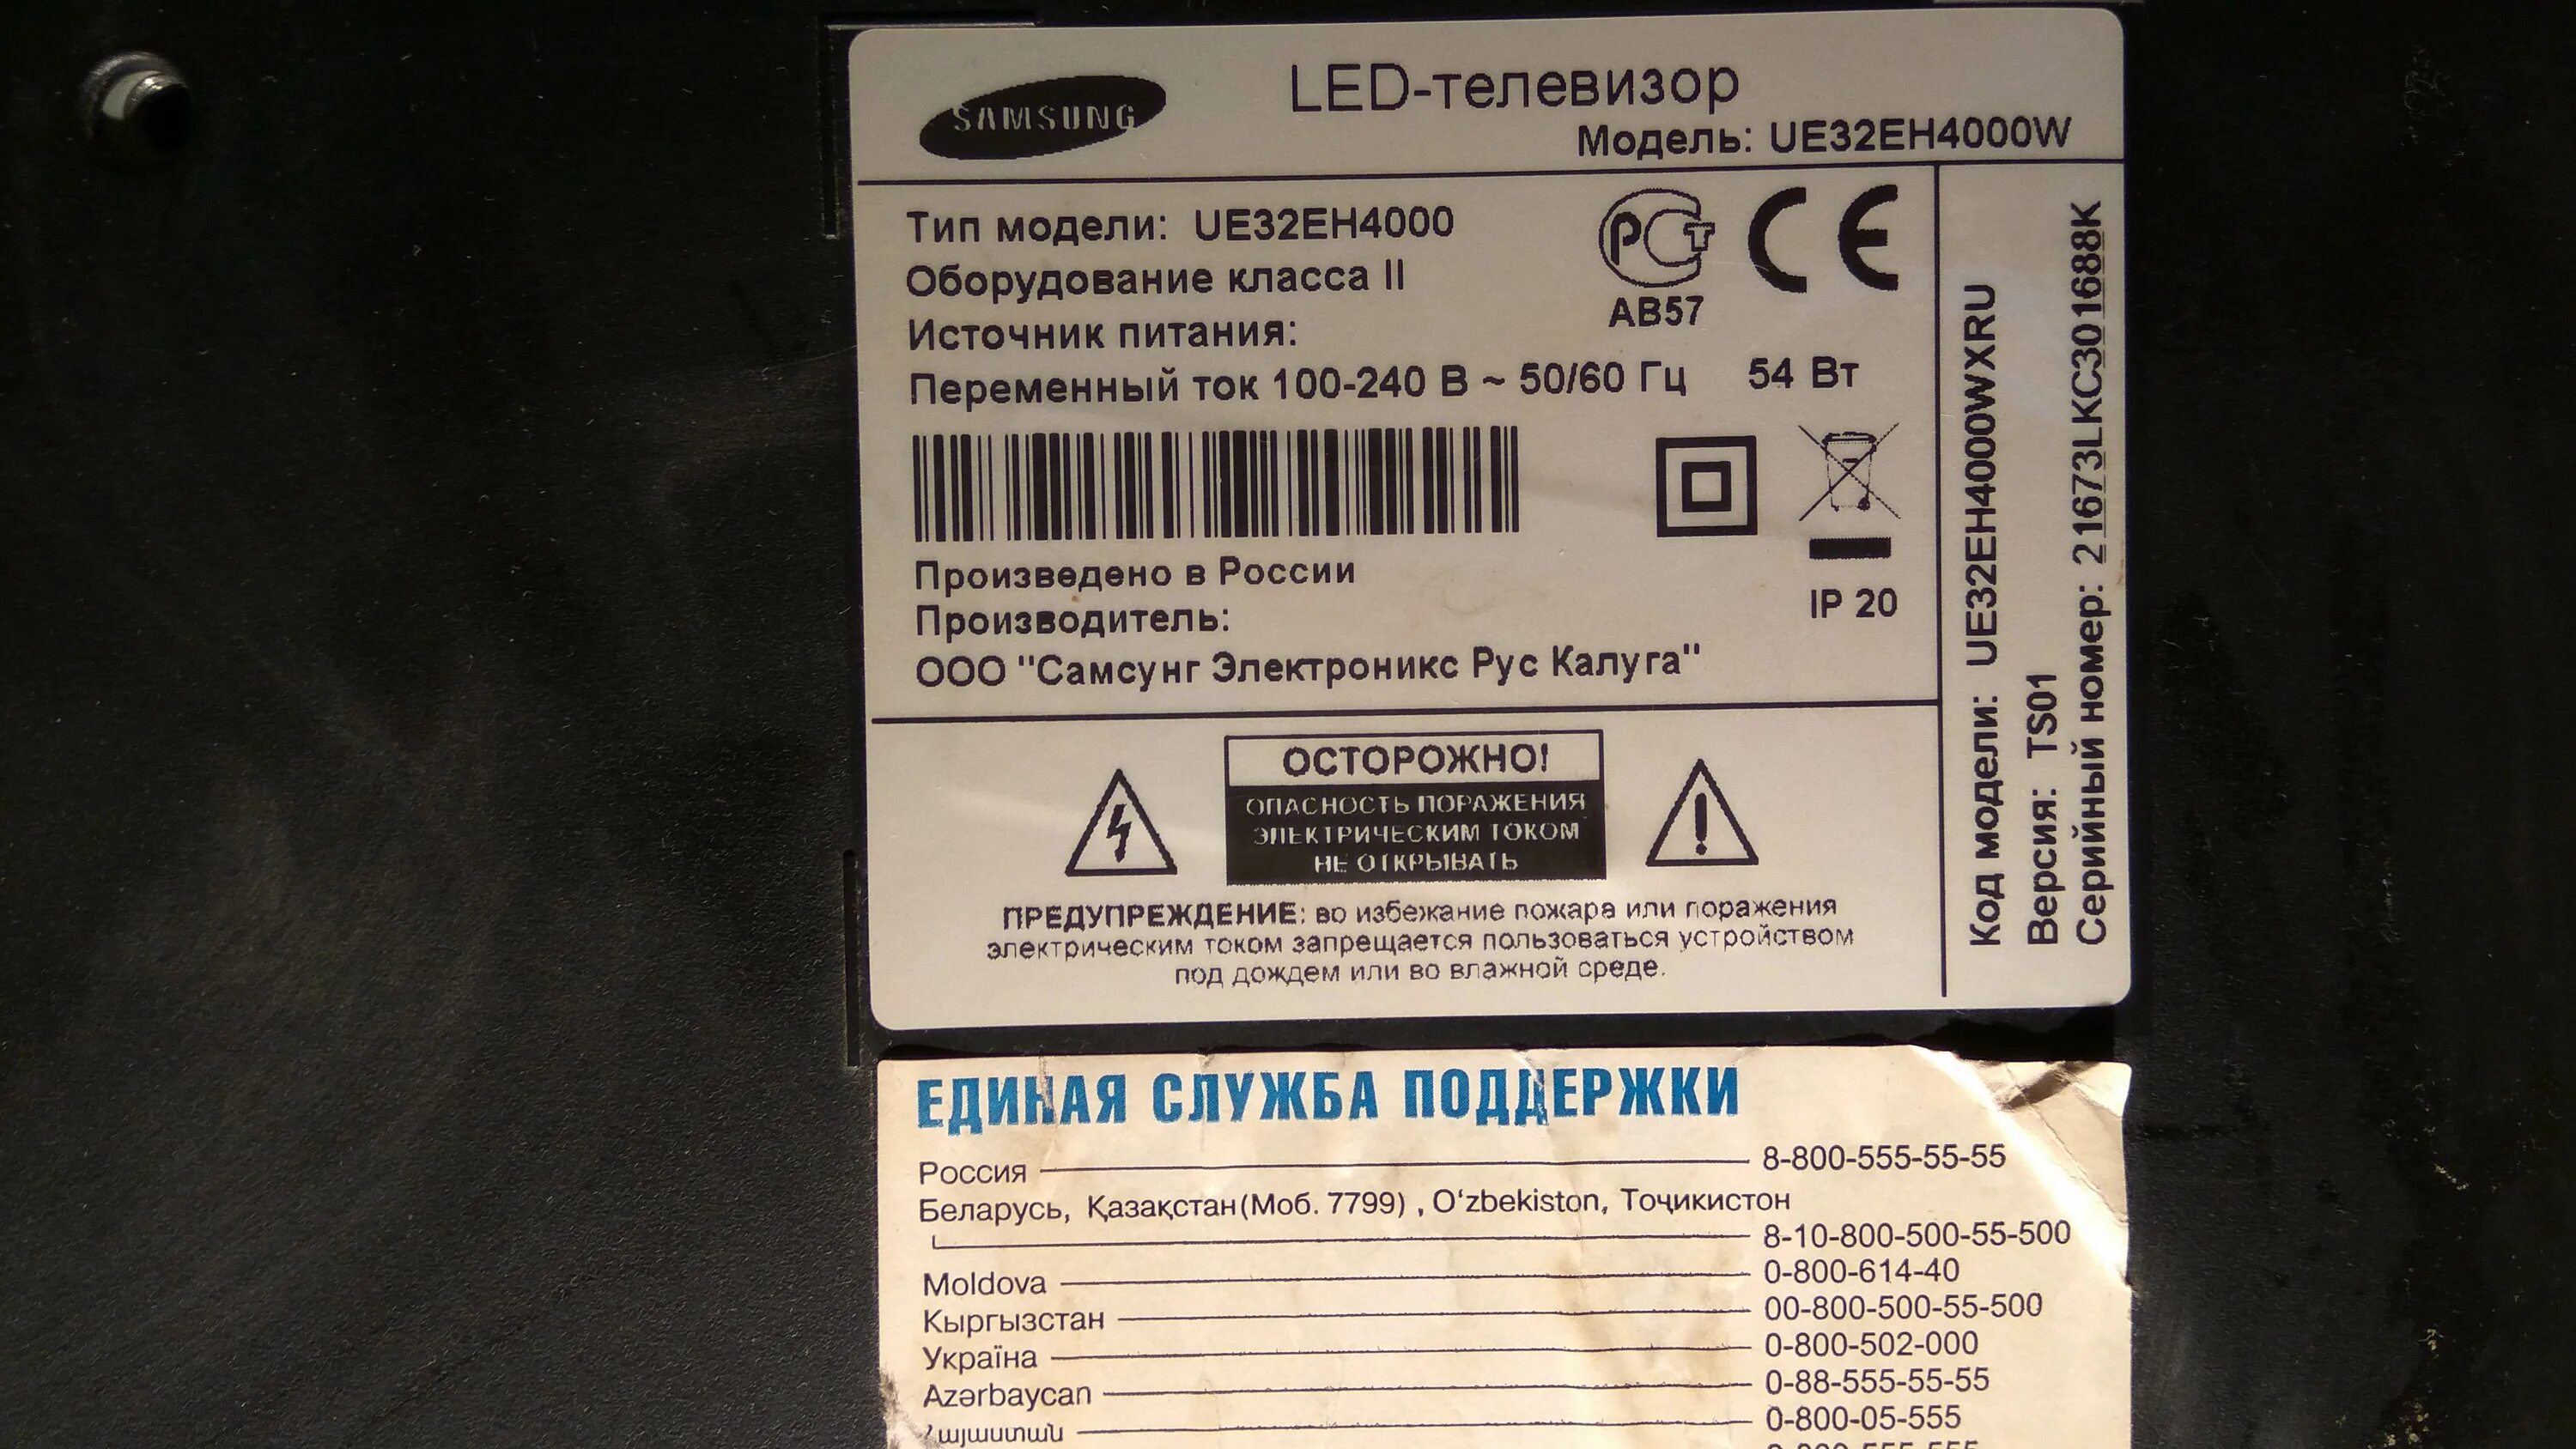 SAMSUNG
LED-телевизор
Модель: UE32EH4000W
Тип модели: UE32EH4000
Оборудование класса II
Источник питания:
Переменный ток 100-240 В ~ 50/60 Гц 54 Вт
РСТ
АВ57
CE
Произведено в России
Производитель:
ООО "Самсунг Электроникс Рус Калуга"
IP 20
Код модели: UE32EH4000WXRU
Версия: TS01
Серийный номер: 21673LKC301688K
ОСТОРОЖНО!
ОПАСНОСТЬ ПОРАЖЕНИЯ
ЭЛЕКТРИЧЕСКИМ ТОКОМ
НЕ ОТКРЫВАТЬ
ПРЕДУПРЕЖДЕНИЕ: во избежание пожара или поражения
электрическим током запрещается пользоваться устройством
под дождем или во влажной среде.
ЕДИНАЯ СЛУЖБА ПОДДЕРЖКИ
Россия 8-800-555-55-55
Беларусь, Қазақстан(Моб. 7799) , O‘zbekiston, Тоҷикистон
8-10-800-500-55-500
Moldova 0-800-614-40
Кыргызстан 00-800-500-55-500
Україна 0-800-502-000
Azərbaycan 0-88-555-55-55
Հայաստան 0-800-05-555